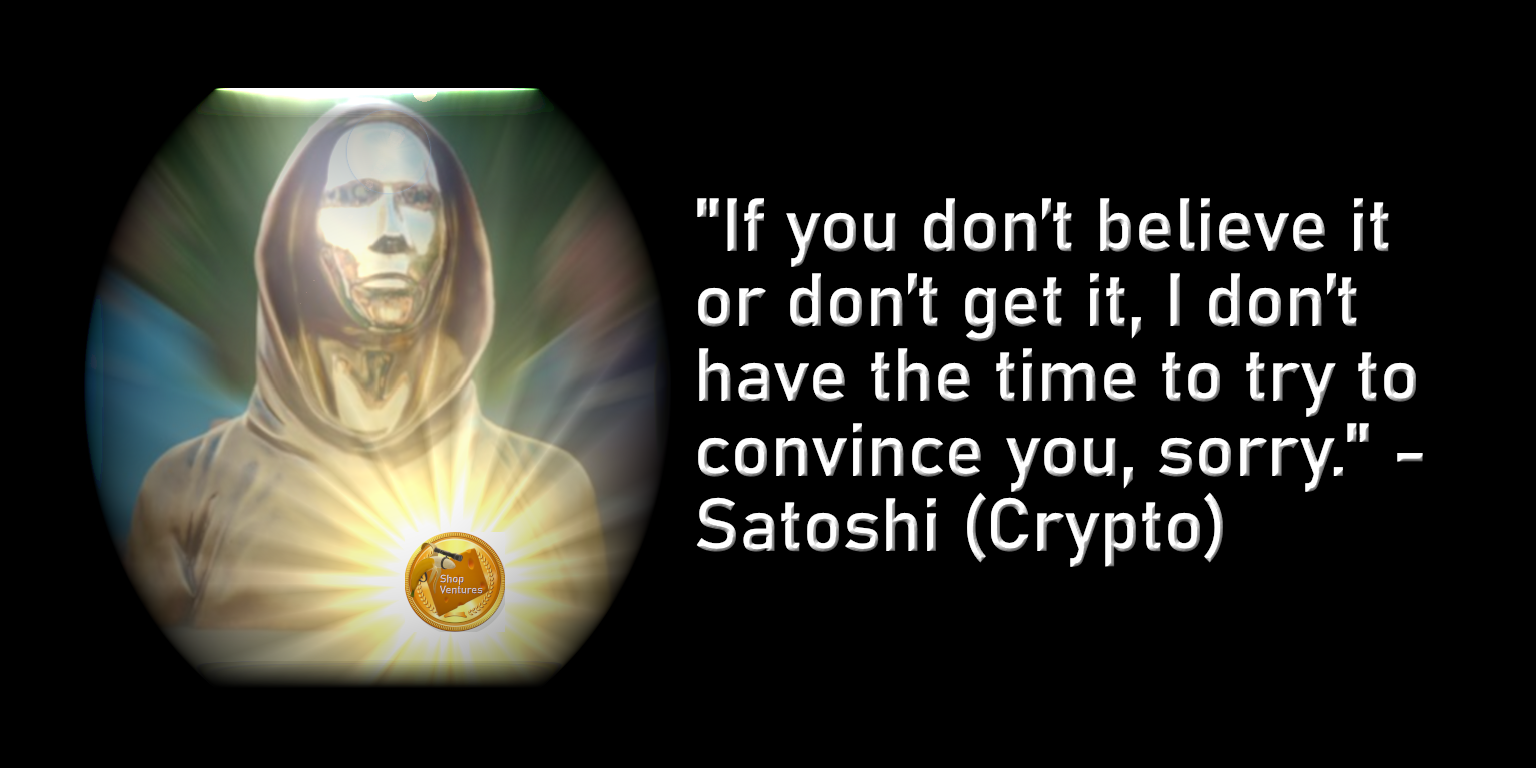 "If you don't believe it
or don't get it, I don't
have the time to try to
convince you, sorry." -
Satoshi (Crypto)
Shop
Ventures